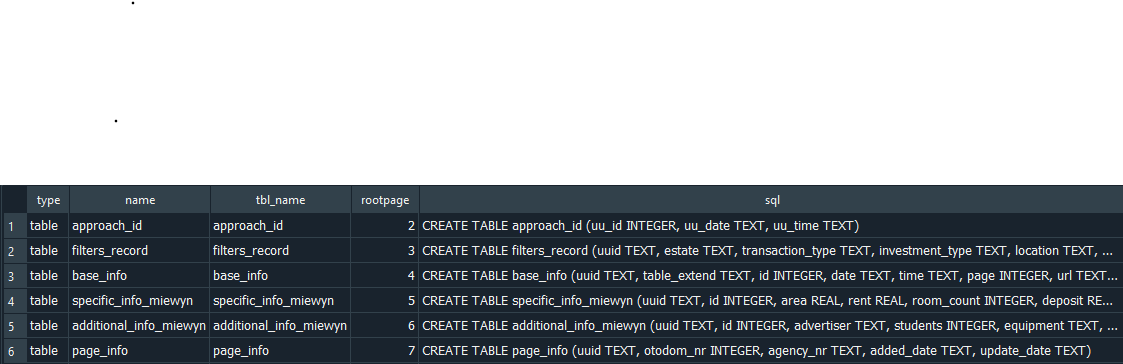 type name tbl_name rootpage sql
1 table approach_id approach_id 2 CREATE TABLE approach_id (uu_id INTEGER, uu_date TEXT, uu_time TEXT)
2 table filters_record filters_record 3 CREATE TABLE filters_record (uuid TEXT, estate TEXT, transaction_type TEXT, investment_type TEXT, location TEXT, ...
3 table base_info base_info 4 CREATE TABLE base_info (uuid TEXT, table_extend TEXT, id INTEGER, date TEXT, time TEXT, page INTEGER, url TEXT...
4 table specific_info_miewyn specific_info_miewyn 5 CREATE TABLE specific_info_miewyn (uuid TEXT, id INTEGER, area REAL, rent REAL, room_count INTEGER, deposit RE...
5 table additional_info_miewyn additional_info_miewyn 6 CREATE TABLE additional_info_miewyn (uuid TEXT, id INTEGER, advertiser TEXT, students INTEGER, equipment TEXT, ...
6 table page_info page_info 7 CREATE TABLE page_info (uuid TEXT, otodom_nr INTEGER, agency_nr TEXT, added_date TEXT, update_date TEXT)